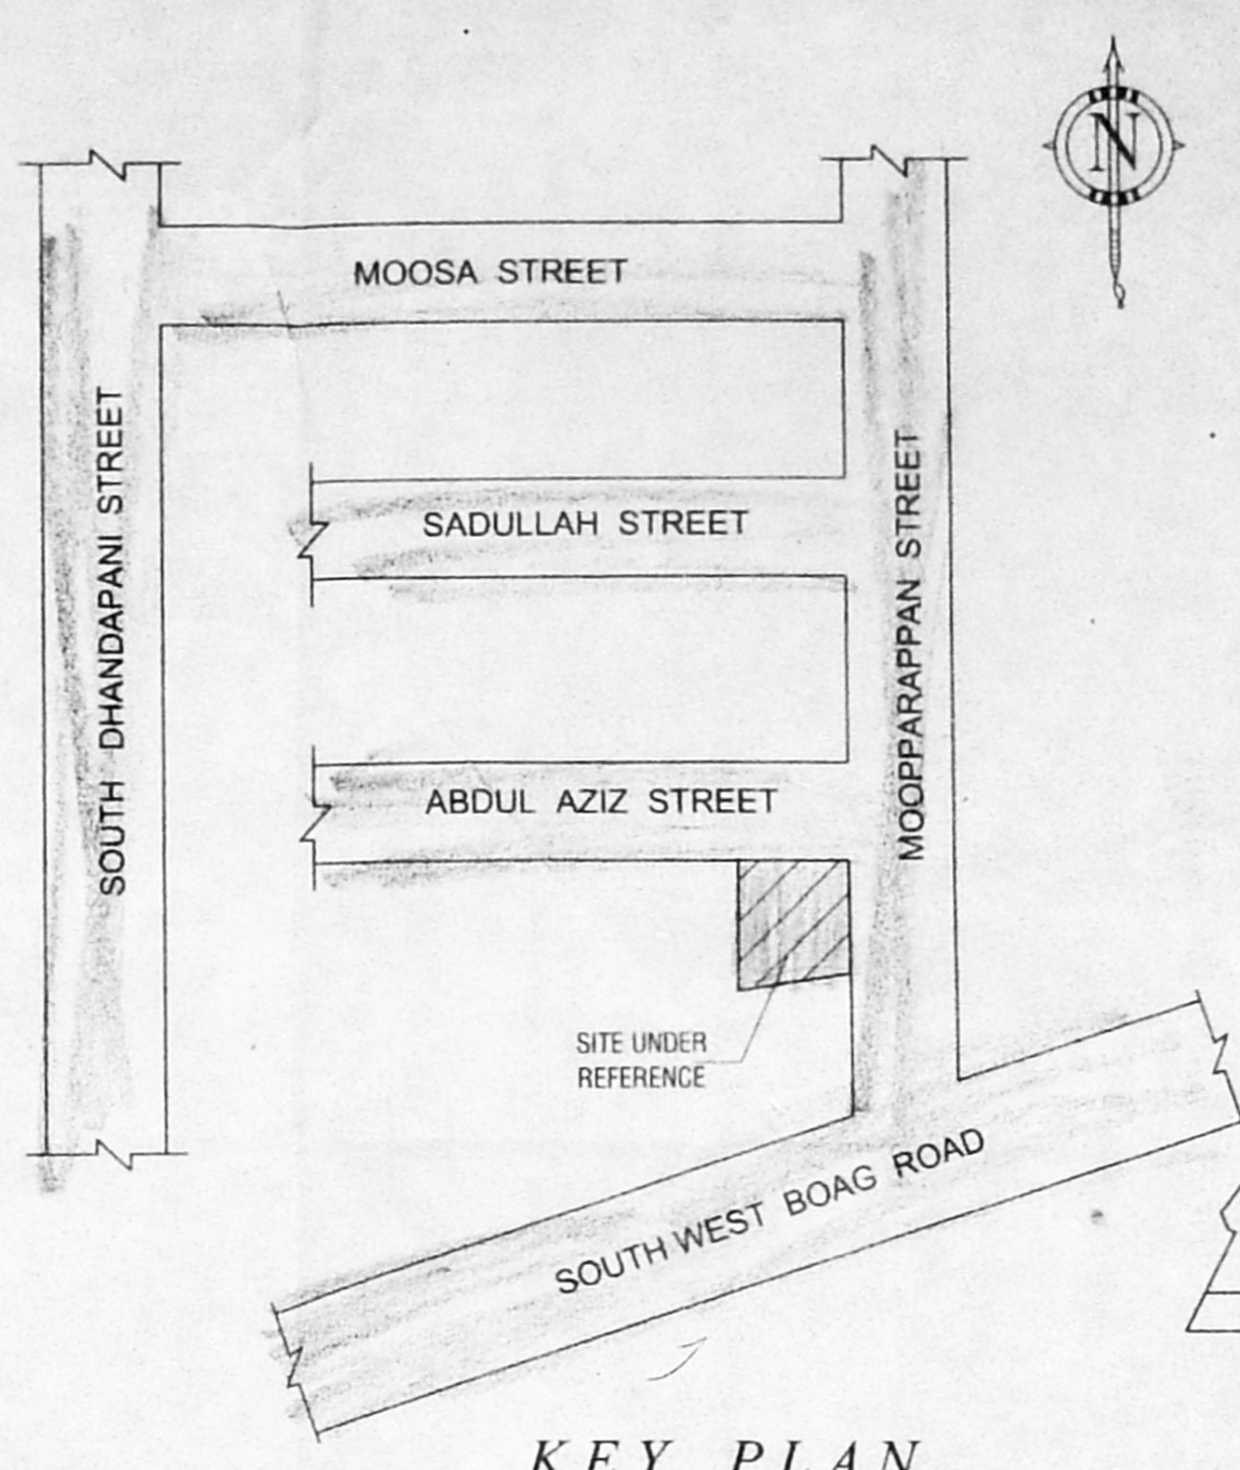 N
MOOSA STREET
SOUTH DHANDAPANI STREET
SADULLAH STREET
MOOPPARAPPAN STREET
ABDUL AZIZ STREET
SITE UNDER
REFERENCE
SOUTH WEST BOAG ROAD
KEY PLAN